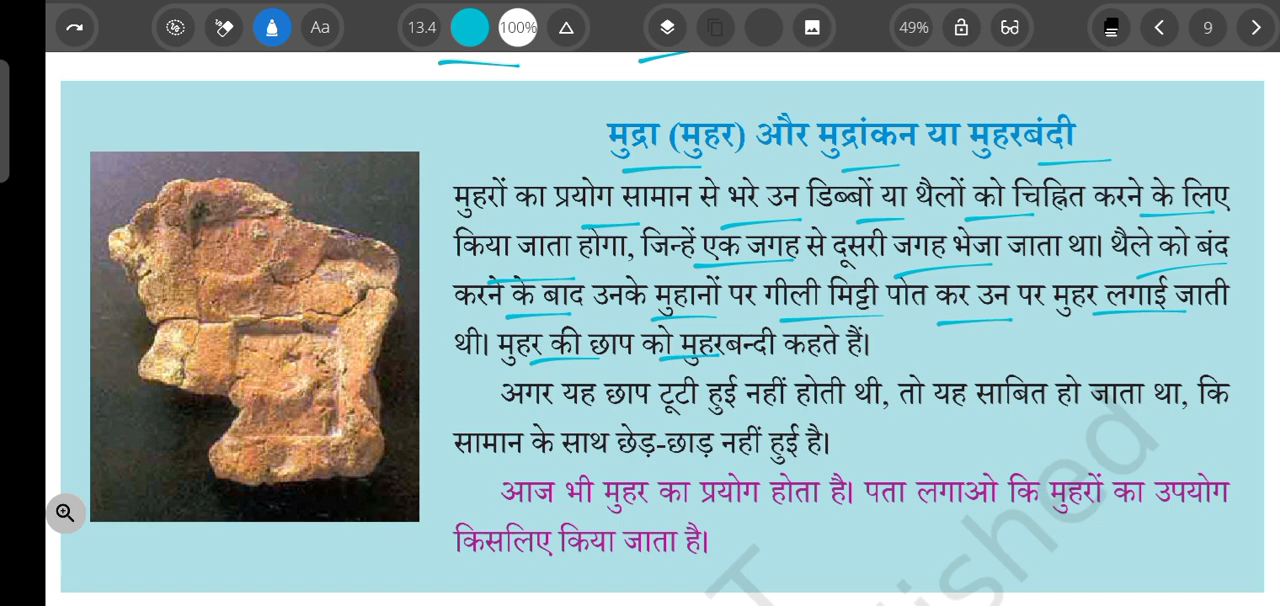 Aa
13.4
100%
49%
9
मुद्रा (मुहर) और मुद्रांकन या मुहरबंदी
मुहरों का प्रयोग सामान से भरे उन डिब्बों या थैलों को चिह्नित करने के लिए
किया जाता होगा, जिन्हें एक जगह से दूसरी जगह भेजा जाता था। थैले को बंद
करने के बाद उनके मुहानों पर गीली मिट्टी पोत कर उन पर मुहर लगाई जाती
थी। मुहर की छाप को मुहरबन्दी कहते हैं।
अगर यह छाप टूटी हुई नहीं होती थी, तो यह साबित हो जाता था, कि
सामान के साथ छेड़-छाड़ नहीं हुई है।
आज भी मुहर का प्रयोग होता है। पता लगाओ कि मुहरों का उपयोग
किसलिए किया जाता है।